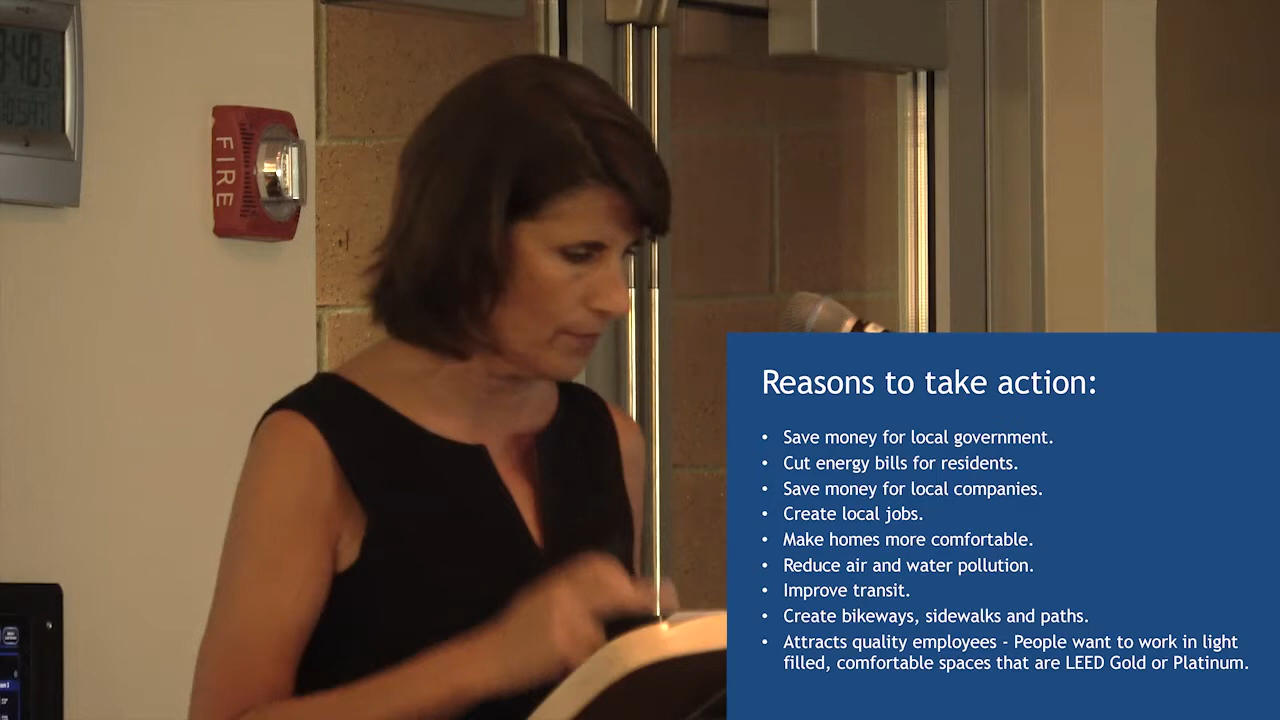 FIRE
Reasons to take action:
• Save money for local government.
• Cut energy bills for residents.
• Save money for local companies.
• Create local jobs.
• Make homes more comfortable.
• Reduce air and water pollution.
• Improve transit.
• Create bikeways, sidewalks and paths.
• Attracts quality employees - People want to work in light
filled, comfortable spaces that are LEED Gold or Platinum.